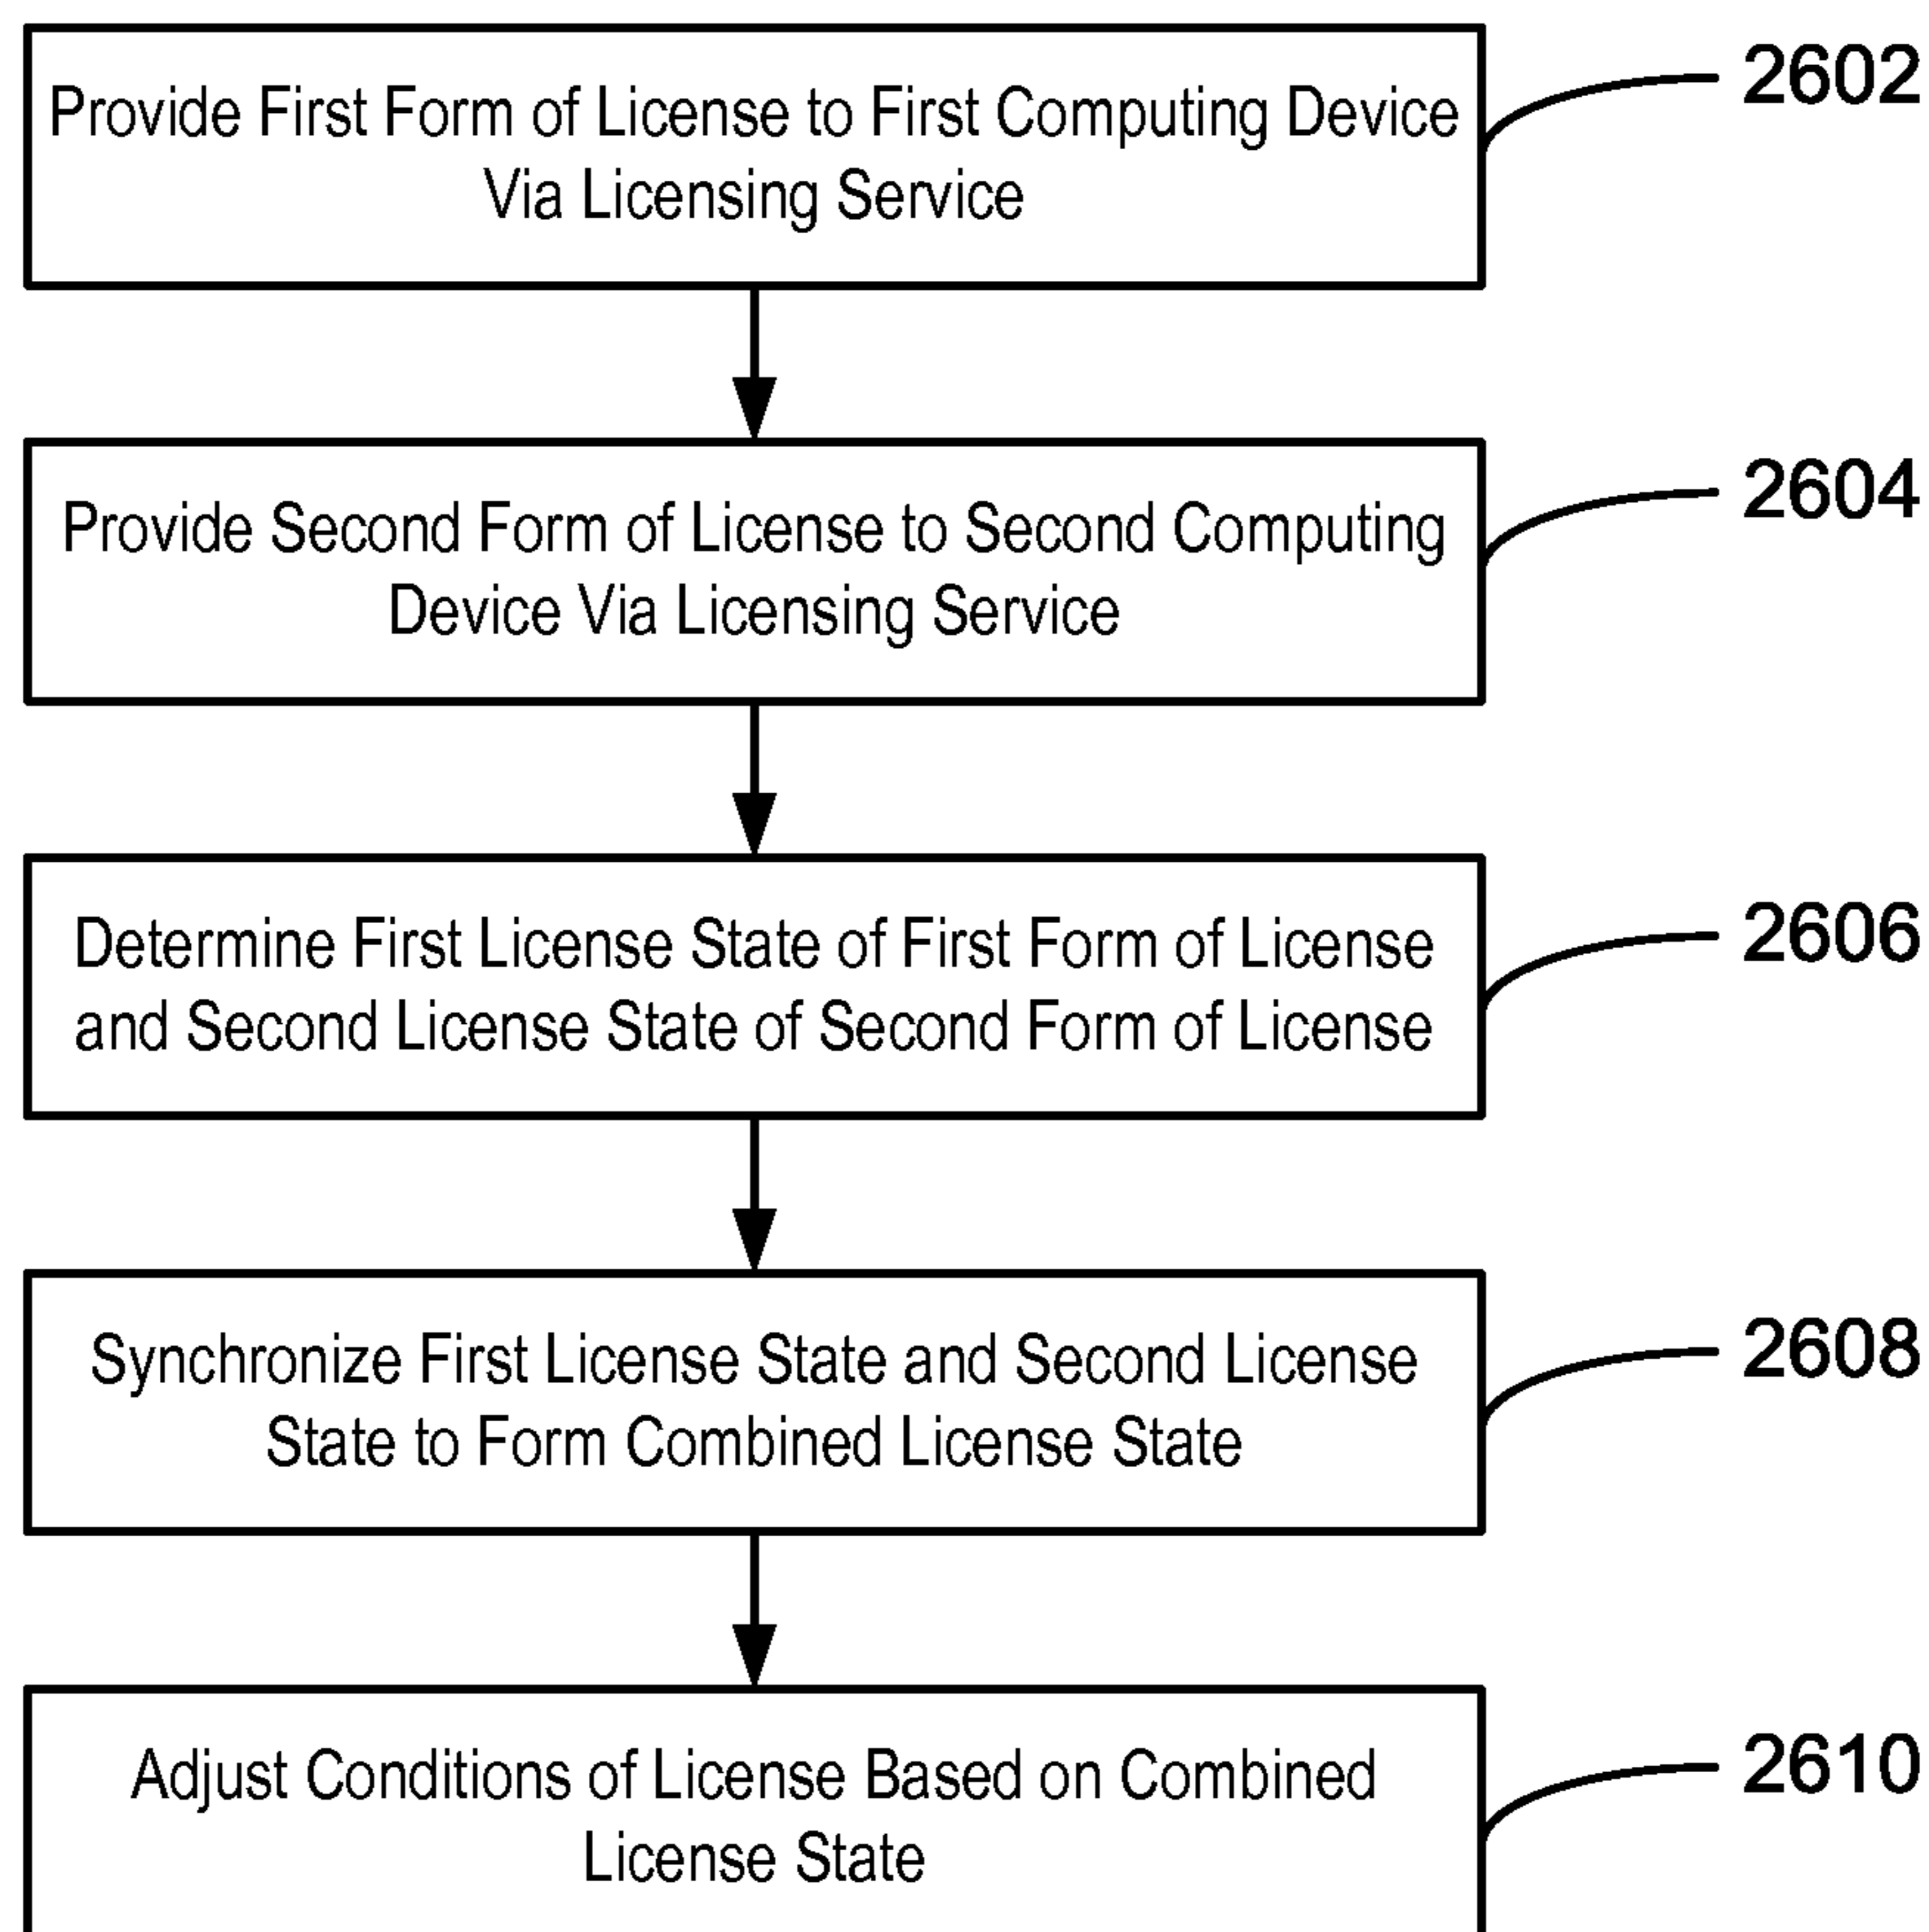 Provide First Form of License to First Computing Device
Via Licensing Service
2602
Provide Second Form of License to Second Computing
Device Via Licensing Service
2604
Determine First License State of First Form of License
and Second License State of Second Form of License
2606
Synchronize First License State and Second License
State to Form Combined License State
2608
Adjust Conditions of License Based on Combined
License State
2610